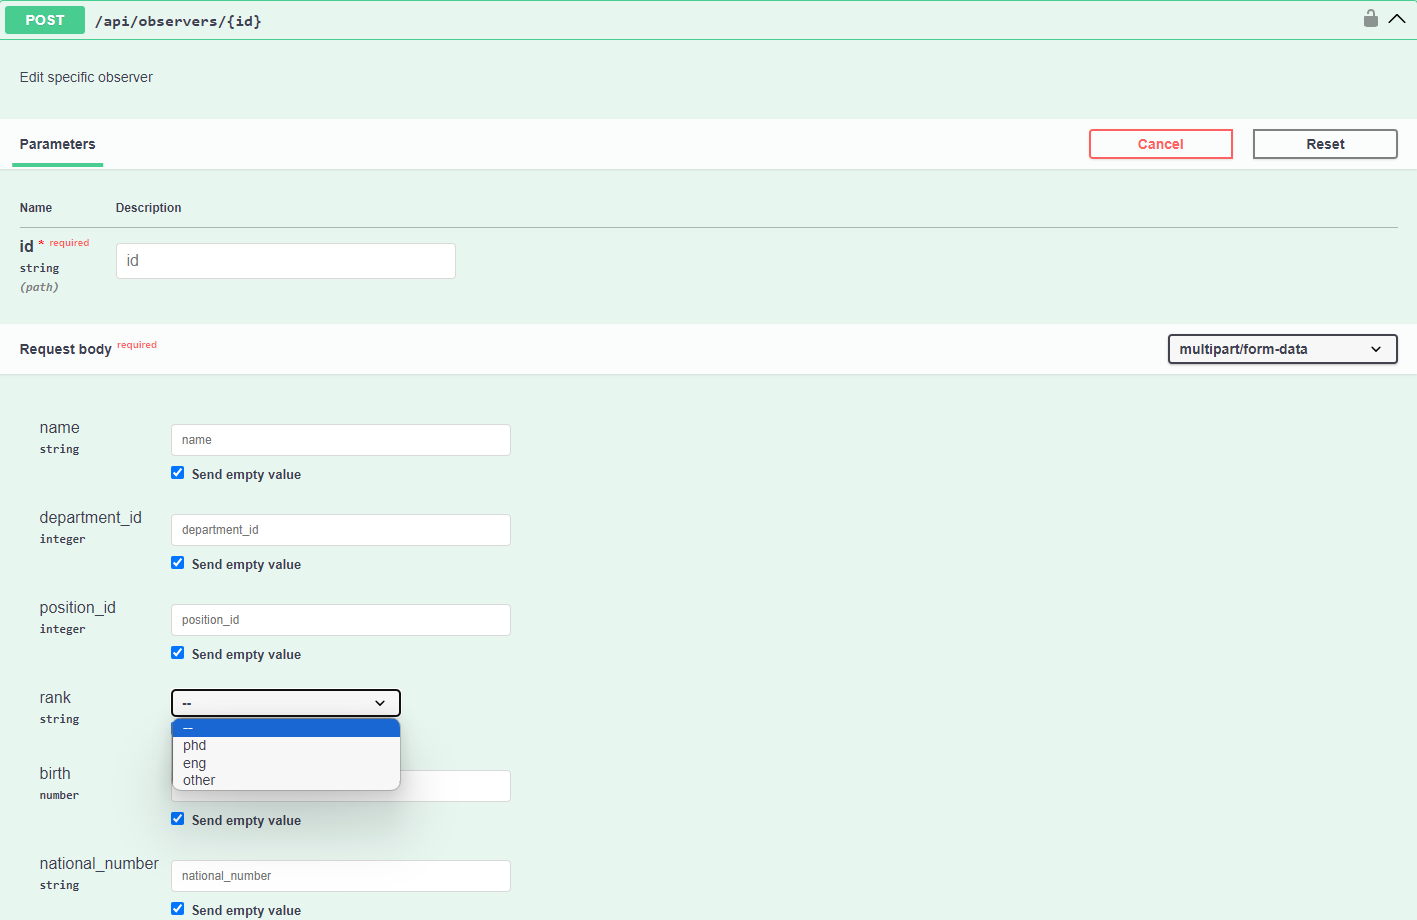 POST /api/observers/{id}
Edit specific observer
Parameters
Cancel
Reset
Name Description
id * required
string
(path)
id
Request body required
multipart/form-data
name
string
name
Send empty value
department_id
integer
department_id
Send empty value
position_id
integer
position_id
Send empty value
rank
string
--
--
phd
eng
other
birth
number
Send empty value
national_number
string
national_number
Send empty value